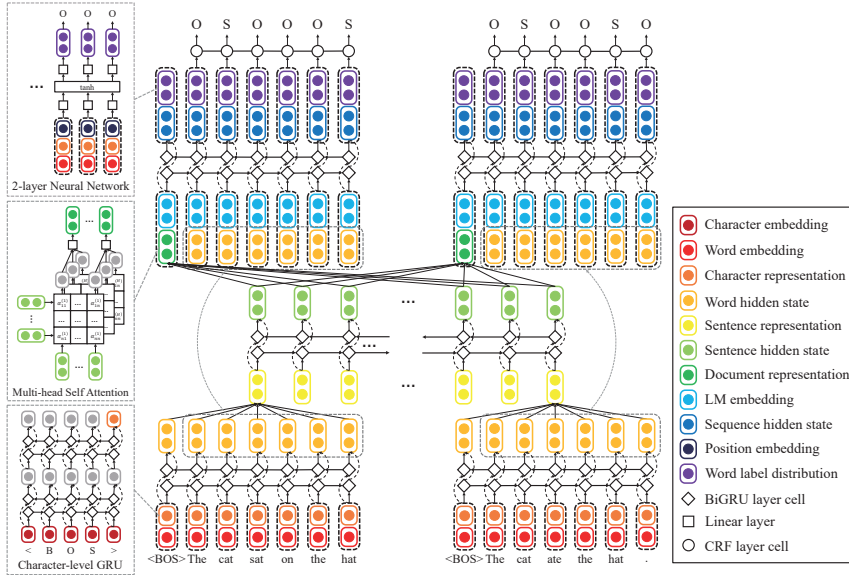 O O O
...
tanh
2-layer Neural Network
O S O O O S
O S O S O
...
...
Multi-head Self Attention
< B O S >
Character-level GRU
...
...
...
...
<BOS> The cat sat on the hat
<BOS> The cat ate the hat .
Character embedding
Word embedding
Character representation
Word hidden state
Sentence representation
Sentence hidden state
Document representation
LM embedding
Sequence hidden state
Position embedding
Word label distribution
BiGRU layer cell
Linear layer
CRF layer cell